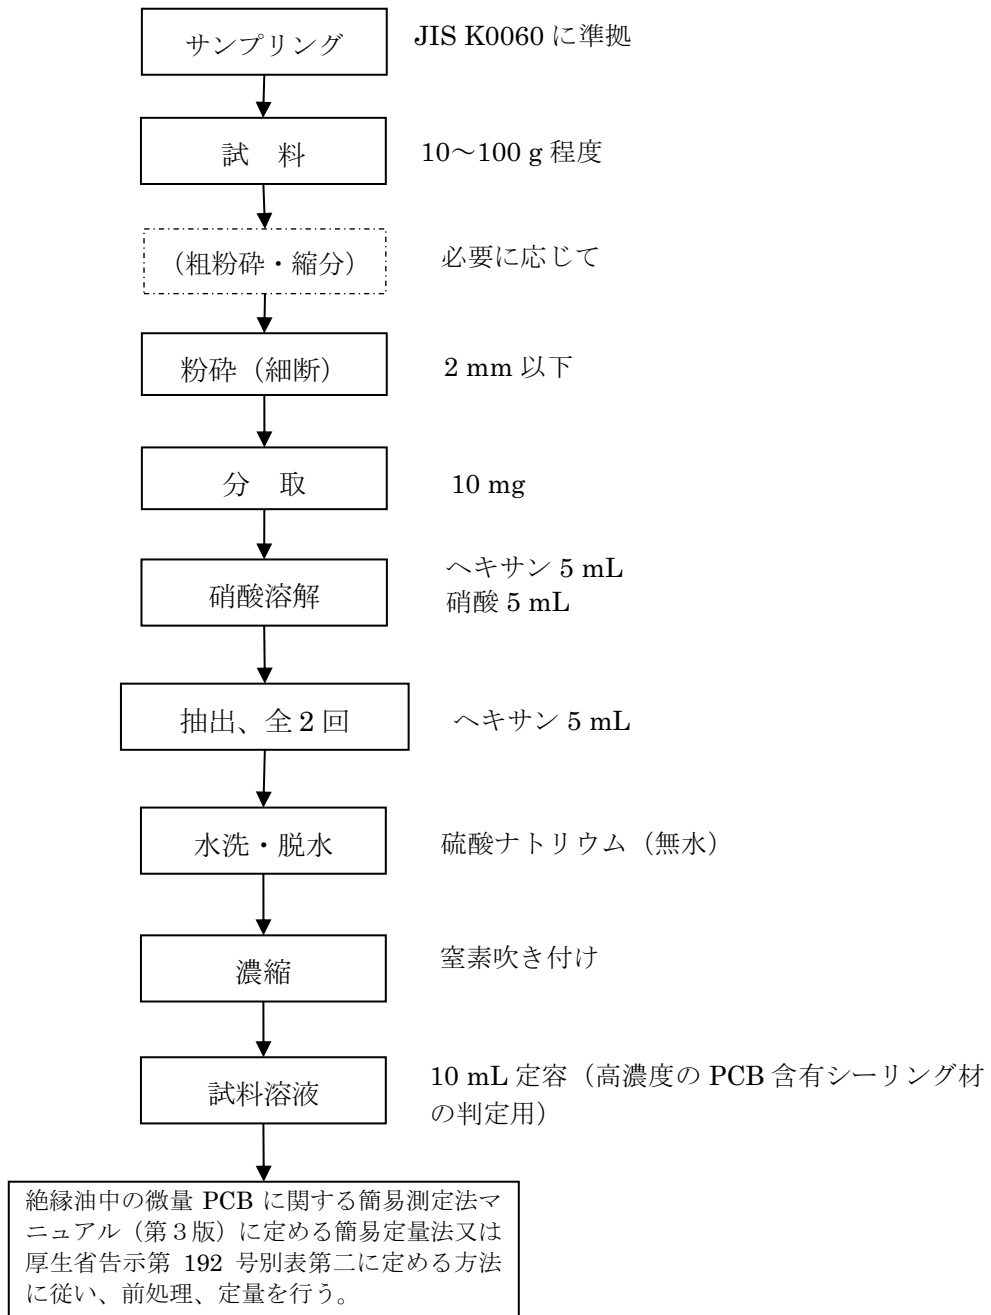 サンプリング JIS K0060 に準拠
試　料 10～100 g 程度
（粗粉砕・縮分） 必要に応じて
粉砕（細断） 2 mm 以下
分　取 10 mg
硝酸溶解 ヘキサン 5 mL
硝酸 5 mL
抽出、全２回 ヘキサン 5 mL
水洗・脱水 硫酸ナトリウム（無水）
濃縮 窒素吹き付け
試料溶液 10 mL 定容（高濃度の PCB 含有シーリング材
の判定用）
絶縁油中の微量 PCB に関する簡易測定法マ
ニュアル（第３版）に定める簡易定量法又は
厚生省告示第 192 号別表第二に定める方法
に従い、前処理、定量を行う。